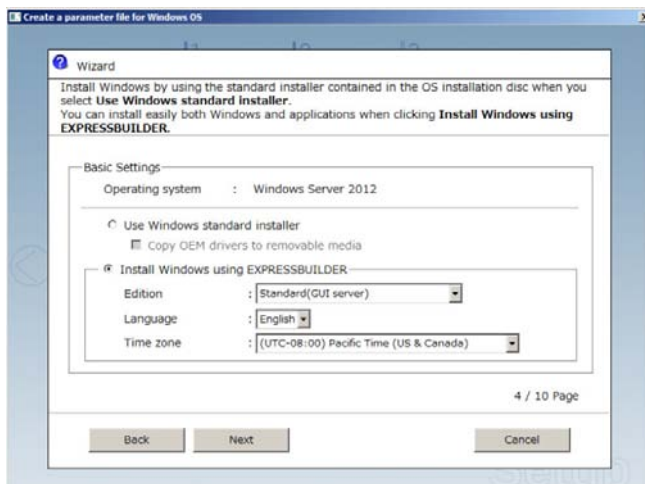 Create a parameter file for Windows OS
Wizard
Install Windows by using the standard installer contained in the OS installation disc when you
select Use Windows standard installer.
You can install easily both Windows and applications when clicking Install Windows using
EXPRESSBUILDER.
Basic Settings
Operating system : Windows Server 2012
Use Windows standard installer
Copy OEM drivers to removable media
Install Windows using EXPRESSBUILDER
Edition : Standard(GUI server)
Language : English
Time zone : (UTC-08:00) Pacific Time (US & Canada)
4 / 10 Page
Back Next Cancel